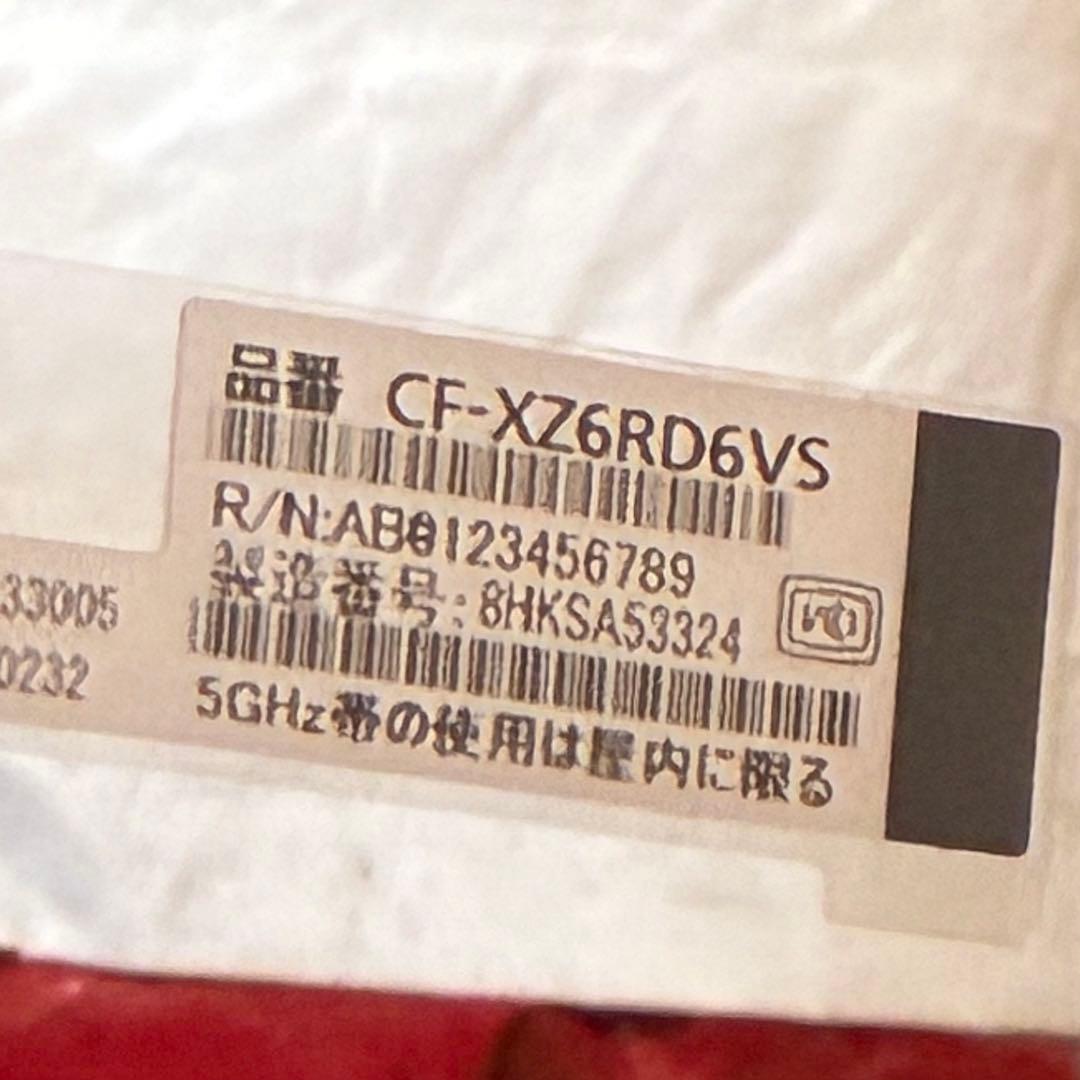 品番 CF-XZ6RD6VS
R/N:AB0123456789
製造番号:8HKSA53324
5GHz帯の使用は屋内に限る
33005
0232